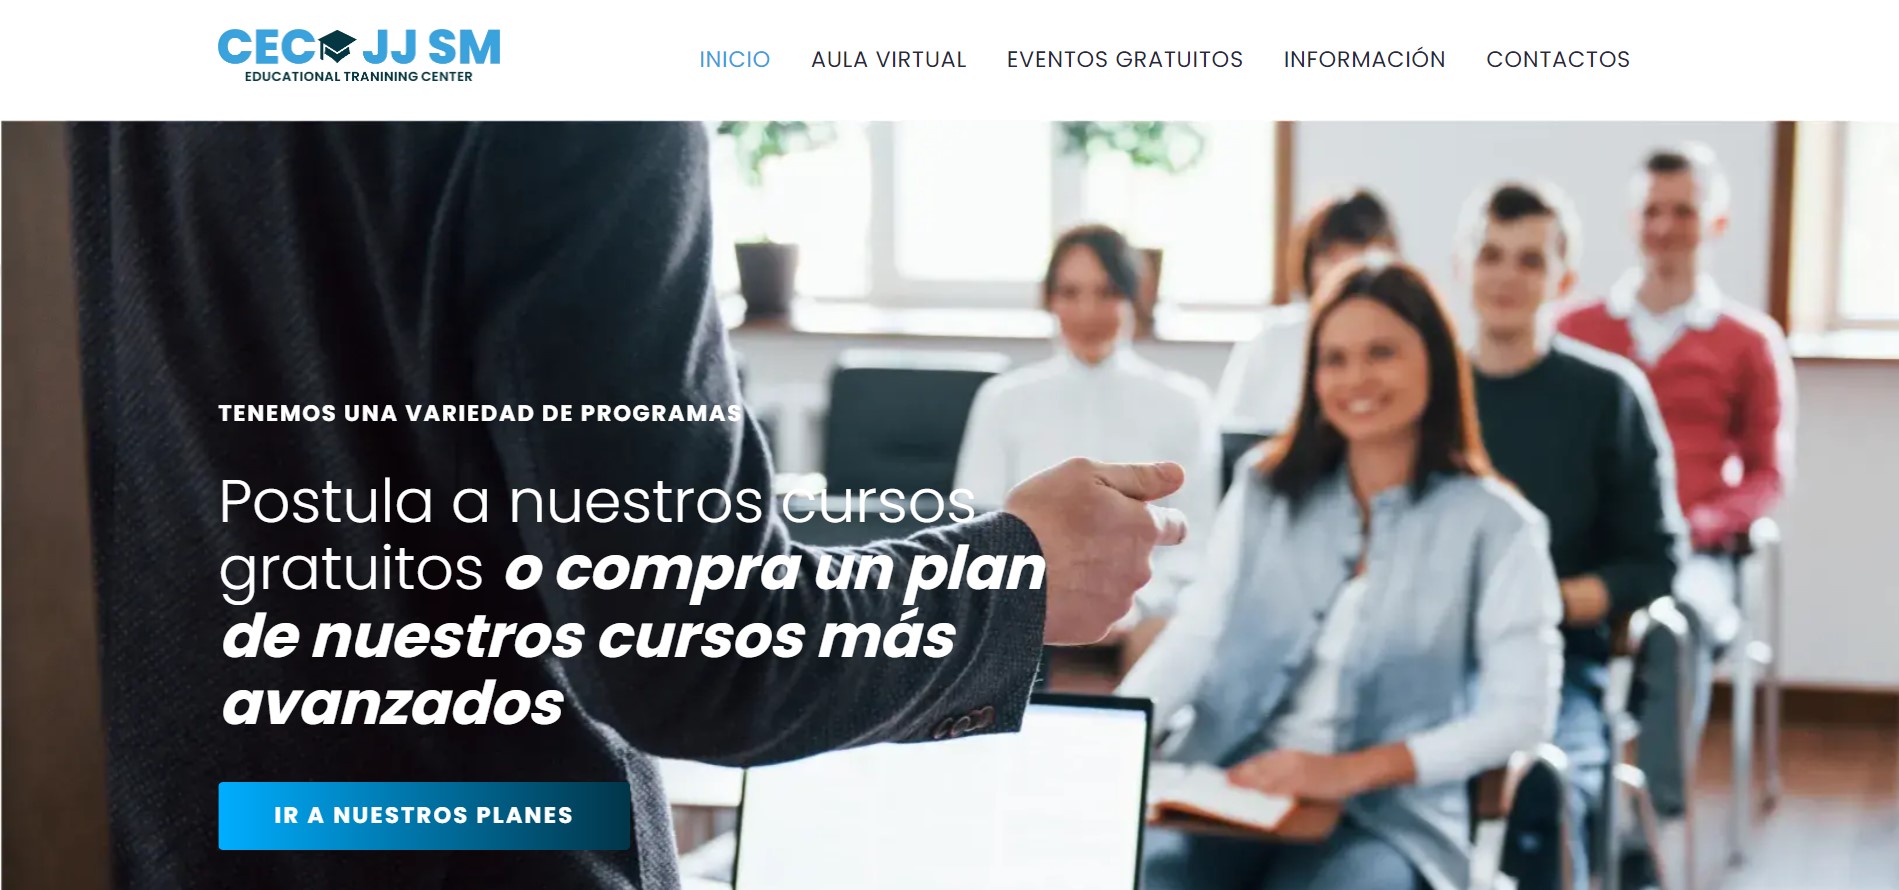 CEC JJ SM
EDUCATIONAL TRANINING CENTER
INICIO AULA VIRTUAL EVENTOS GRATUITOS INFORMACIÓN CONTACTOS
TENEMOS UNA VARIEDAD DE PROGRAMAS
Postula a nuestros cursos
gratuitos o compra un plan
de nuestros cursos más
avanzados
IR A NUESTROS PLANES